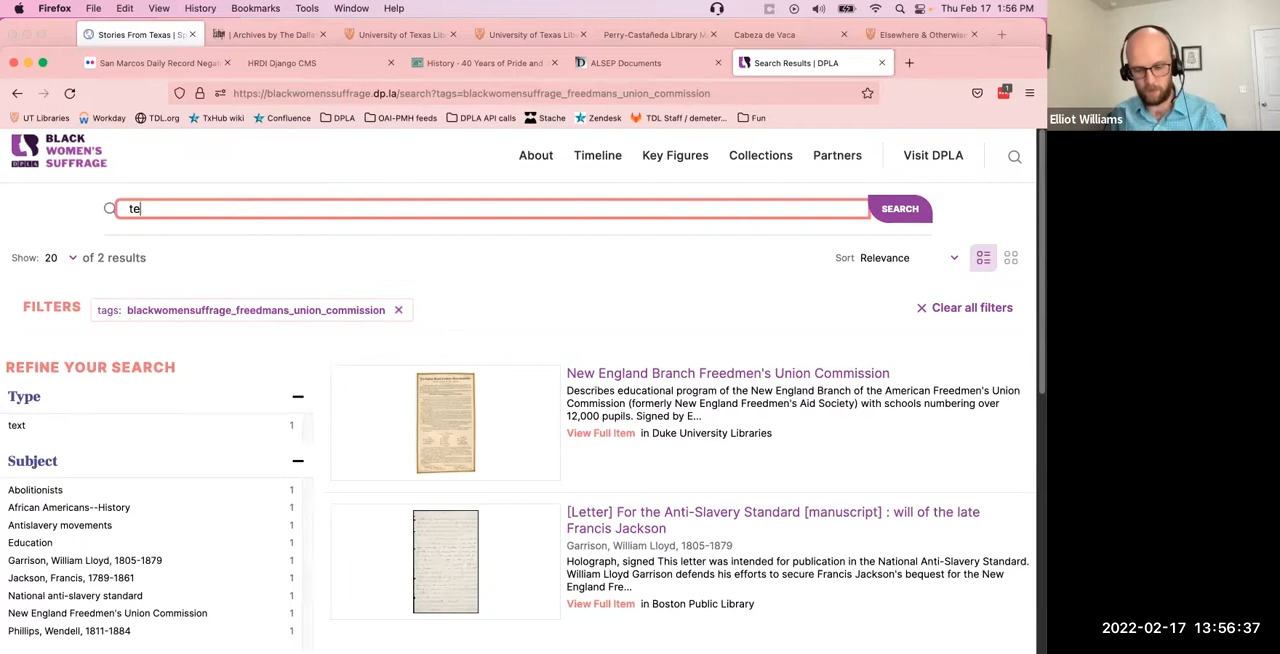 Firefox File Edit View History Bookmarks Tools Window Help Thu Feb 17 1:56 PM
Stories From Texas | Sp × | Archives by The Dalla × University of Texas Lib × University of Texas Lib × Perry-Castañeda Library M × Cabeza de Vaca × Elsewhere & Otherwis × +
San Marcos Daily Record Negat × HRDI Django CMS × History - 40 Years of Pride and × ALSEP Documents × Search Results | DPLA × +
https://blackwomenssuffrage.dp.la/search?tags=blackwomensuffrage_freedmans_union_commission
UT Libraries Workday TDL.org TxHub wiki Confluence DPLA OAI-PMH feeds DPLA API calls Stache Zendesk TDL Staff / demeter... Fun
Elliot Williams
BLACK
WOMEN'S
DPLA SUFFRAGE
About Timeline Key Figures Collections Partners Visit DPLA
te
SEARCH
Show: 20 of 2 results Sort Relevance
FILTERS tags: blackwomensuffrage_freedmans_union_commission × × Clear all filters
REFINE YOUR SEARCH
Type
text 1
Subject
Abolitionists 1
African Americans--History 1
Antislavery movements 1
Education 1
Garrison, William Lloyd, 1805-1879 1
Jackson, Francis, 1789-1861 1
National anti-slavery standard 1
New England Freedmen's Union Commission 1
Phillips, Wendell, 1811-1884 1
New England Branch Freedmen's Union Commission
Describes educational program of the New England Branch of the American Freedmen's Union
Commission (formerly New England Freedmen's Aid Society) with schools numbering over
12,000 pupils. Signed by E...
View Full Item in Duke University Libraries
[Letter] For the Anti-Slavery Standard [manuscript] : will of the late
Francis Jackson
Garrison, William Lloyd, 1805-1879
Holograph, signed This letter was intended for publication in the National Anti-Slavery Standard.
William Lloyd Garrison defends his efforts to secure Francis Jackson's bequest for the New
England Fre...
View Full Item in Boston Public Library
2022-02-17 13:56:37